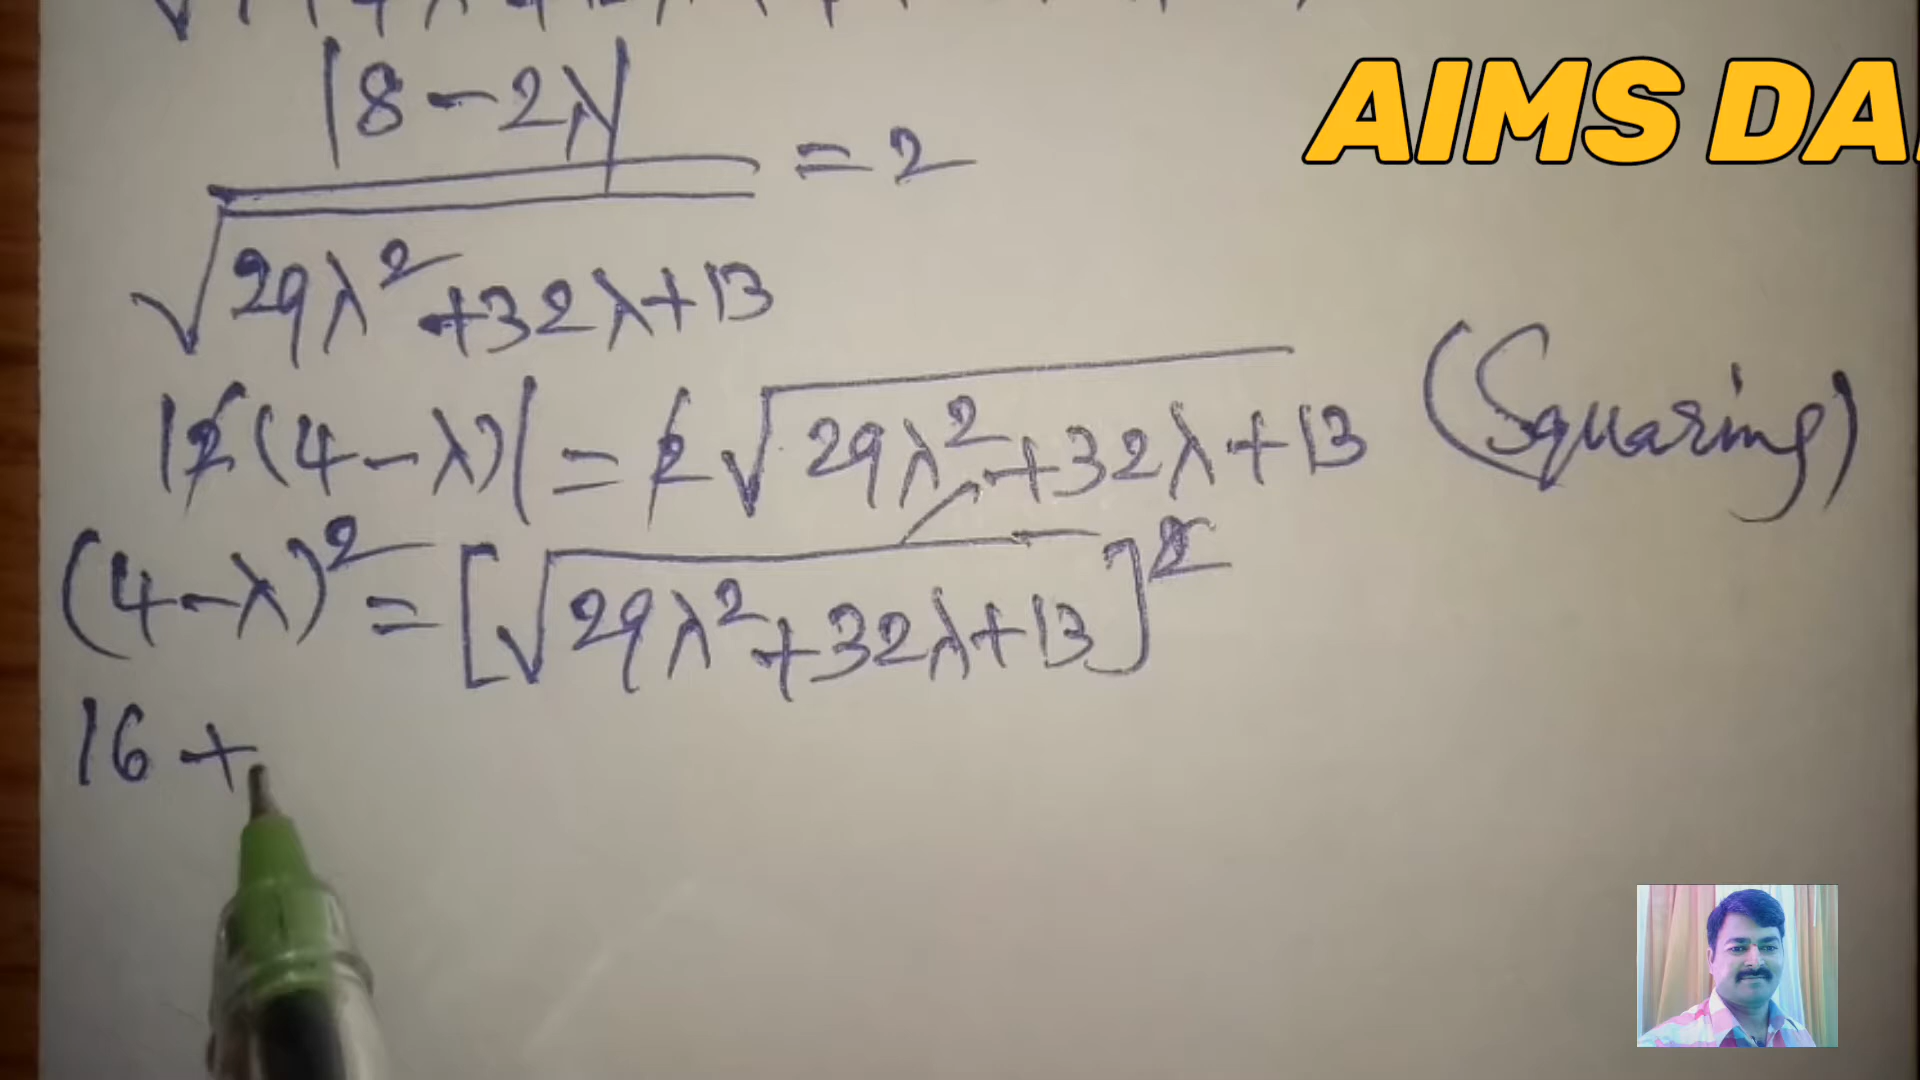 |8-2λ|
= 2
√29λ²+32λ+13
|2(4-λ)| = 2√29λ²+32λ+13 (Squaring)
(4-λ)² = [√29λ²+32λ+13]²
16 +
AIMS DA